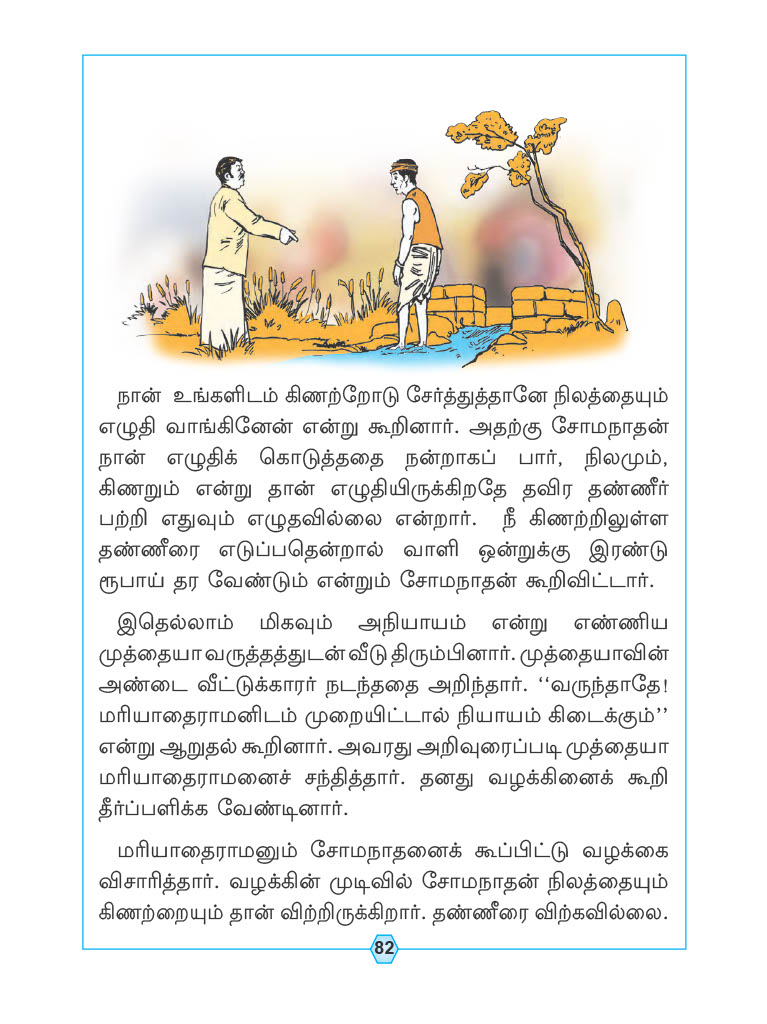 நான் உங்களிடம் கிணற்றோடு சேர்த்துத்தானே நிலத்தையும்
எழுதி வாங்கினேன் என்று கூறினார். அதற்கு சோமநாதன்
நான் எழுதிக் கொடுத்ததை நன்றாகப் பார், நிலமும்,
கிணறும் என்று தான் எழுதியிருக்கிறதே தவிர தண்ணீர்
பற்றி எதுவும் எழுதவில்லை என்றார். நீ கிணற்றிலுள்ள
தண்ணீரை எடுப்பதென்றால் வாளி ஒன்றுக்கு இரண்டு
ரூபாய் தர வேண்டும் என்றும் சோமநாதன் கூறிவிட்டார்.
இதெல்லாம் மிகவும் அநியாயம் என்று எண்ணிய
முத்தையா வருத்தத்துடன் வீடு திரும்பினார். முத்தையாவின்
அண்டை வீட்டுக்காரர் நடந்ததை அறிந்தார். ‘‘வருந்தாதே!
மரியாதைராமனிடம் முறையிட்டால் நியாயம் கிடைக்கும்’’
என்று ஆறுதல் கூறினார். அவரது அறிவுரைப்படி முத்தையா
மரியாதைராமனைச் சந்தித்தார். தனது வழக்கினைக் கூறி
தீர்ப்பளிக்க வேண்டினார்.
மரியாதைராமனும் சோமநாதனைக் கூப்பிட்டு வழக்கை
விசாரித்தார். வழக்கின் முடிவில் சோமநாதன் நிலத்தையும்
கிணற்றையும் தான் விற்றிருக்கிறார். தண்ணீரை விற்கவில்லை.
82